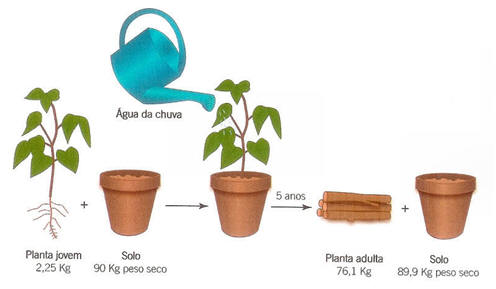 Água da chuva
+
5 anos
+
Planta jovem
2,25 Kg
Solo
90 Kg peso seco
Planta adulta
76,1 Kg
Solo
89,9 Kg peso seco